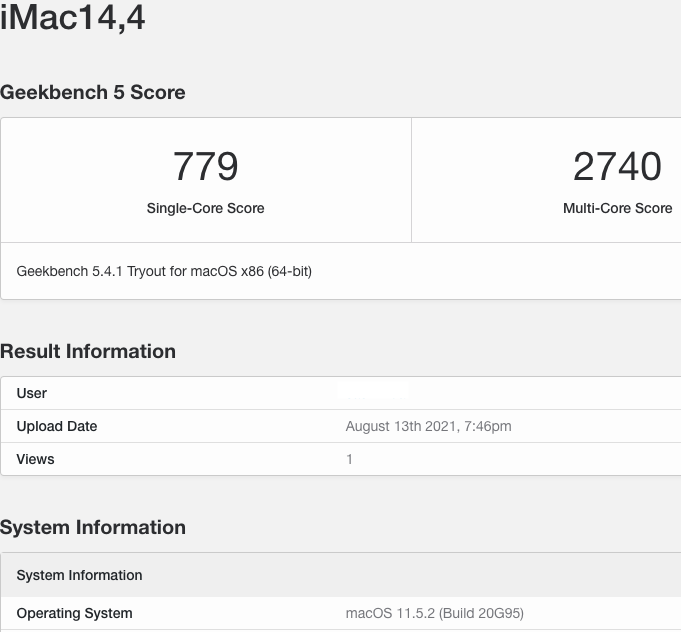 iMac14,4
Geekbench 5 Score
779 2740
Single-Core Score Multi-Core Score
Geekbench 5.4.1 Tryout for macOS x86 (64-bit)
Result Information
User
Upload Date August 13th 2021, 7:46pm
Views 1
System Information
System Information
Operating System macOS 11.5.2 (Build 20G95)